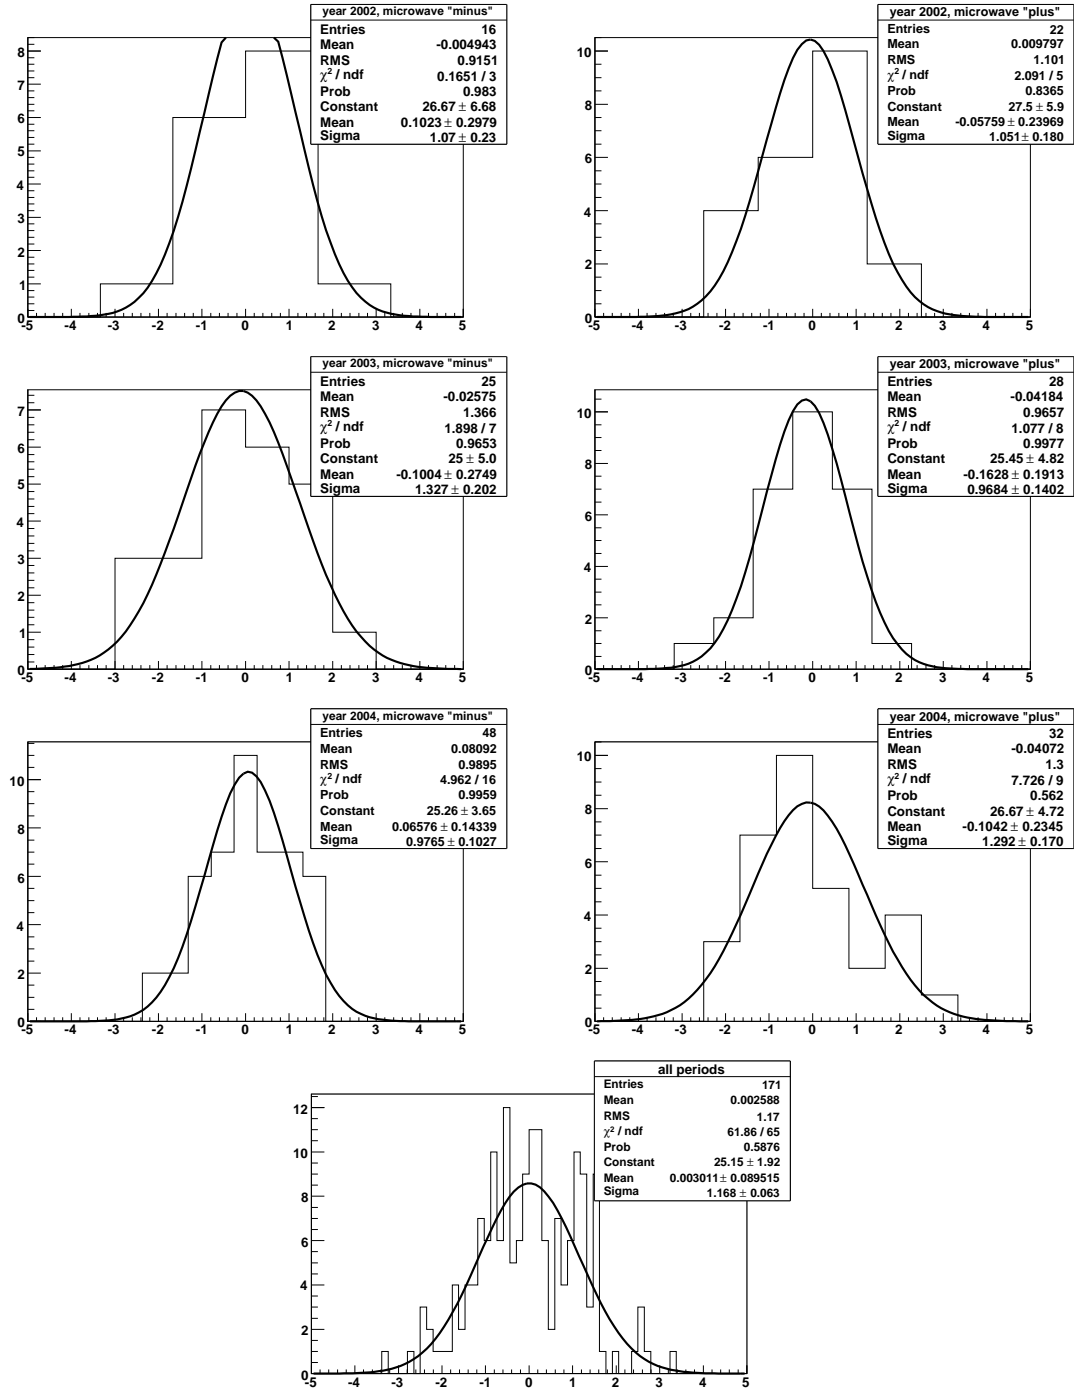 year 2002, microwave "minus"
Entries 16
Mean -0.004943
RMS 0.9151
χ² / ndf 0.1651 / 3
Prob 0.983
Constant 26.67 ± 6.68
Mean 0.1023 ± 0.2979
Sigma 1.07 ± 0.23
8
7
6
5
4
3
2
1
0
-5 -4 -3 -2 -1 0 1 2 3 4 5
year 2002, microwave "plus"
Entries 22
Mean 0.009797
RMS 1.101
χ² / ndf 2.091 / 5
Prob 0.8365
Constant 27.5 ± 5.9
Mean -0.05759 ± 0.23969
Sigma 1.051 ± 0.180
10
8
6
4
2
0
-5 -4 -3 -2 -1 0 1 2 3 4 5
year 2003, microwave "minus"
Entries 25
Mean -0.02575
RMS 1.366
χ² / ndf 1.898 / 7
Prob 0.9653
Constant 25 ± 5.0
Mean -0.1004 ± 0.2749
Sigma 1.327 ± 0.202
7
6
5
4
3
2
1
0
-5 -4 -3 -2 -1 0 1 2 3 4 5
year 2003, microwave "plus"
Entries 28
Mean -0.04184
RMS 0.9657
χ² / ndf 1.077 / 8
Prob 0.9977
Constant 25.45 ± 4.82
Mean -0.1628 ± 0.1913
Sigma 0.9684 ± 0.1402
10
8
6
4
2
0
-5 -4 -3 -2 -1 0 1 2 3 4 5
year 2004, microwave "minus"
Entries 48
Mean 0.08092
RMS 0.9895
χ² / ndf 4.962 / 16
Prob 0.9959
Constant 25.26 ± 3.65
Mean 0.06576 ± 0.14339
Sigma 0.9765 ± 0.1027
10
8
6
4
2
0
-5 -4 -3 -2 -1 0 1 2 3 4 5
year 2004, microwave "plus"
Entries 32
Mean -0.04072
RMS 1.3
χ² / ndf 7.726 / 9
Prob 0.562
Constant 26.67 ± 4.72
Mean -0.1042 ± 0.2345
Sigma 1.292 ± 0.170
10
8
6
4
2
0
-5 -4 -3 -2 -1 0 1 2 3 4 5
all periods
Entries 171
Mean 0.002588
RMS 1.17
χ² / ndf 61.86 / 65
Prob 0.5876
Constant 25.15 ± 1.92
Mean 0.003011 ± 0.089515
Sigma 1.168 ± 0.063
12
10
8
6
4
2
0
-5 -4 -3 -2 -1 0 1 2 3 4 5